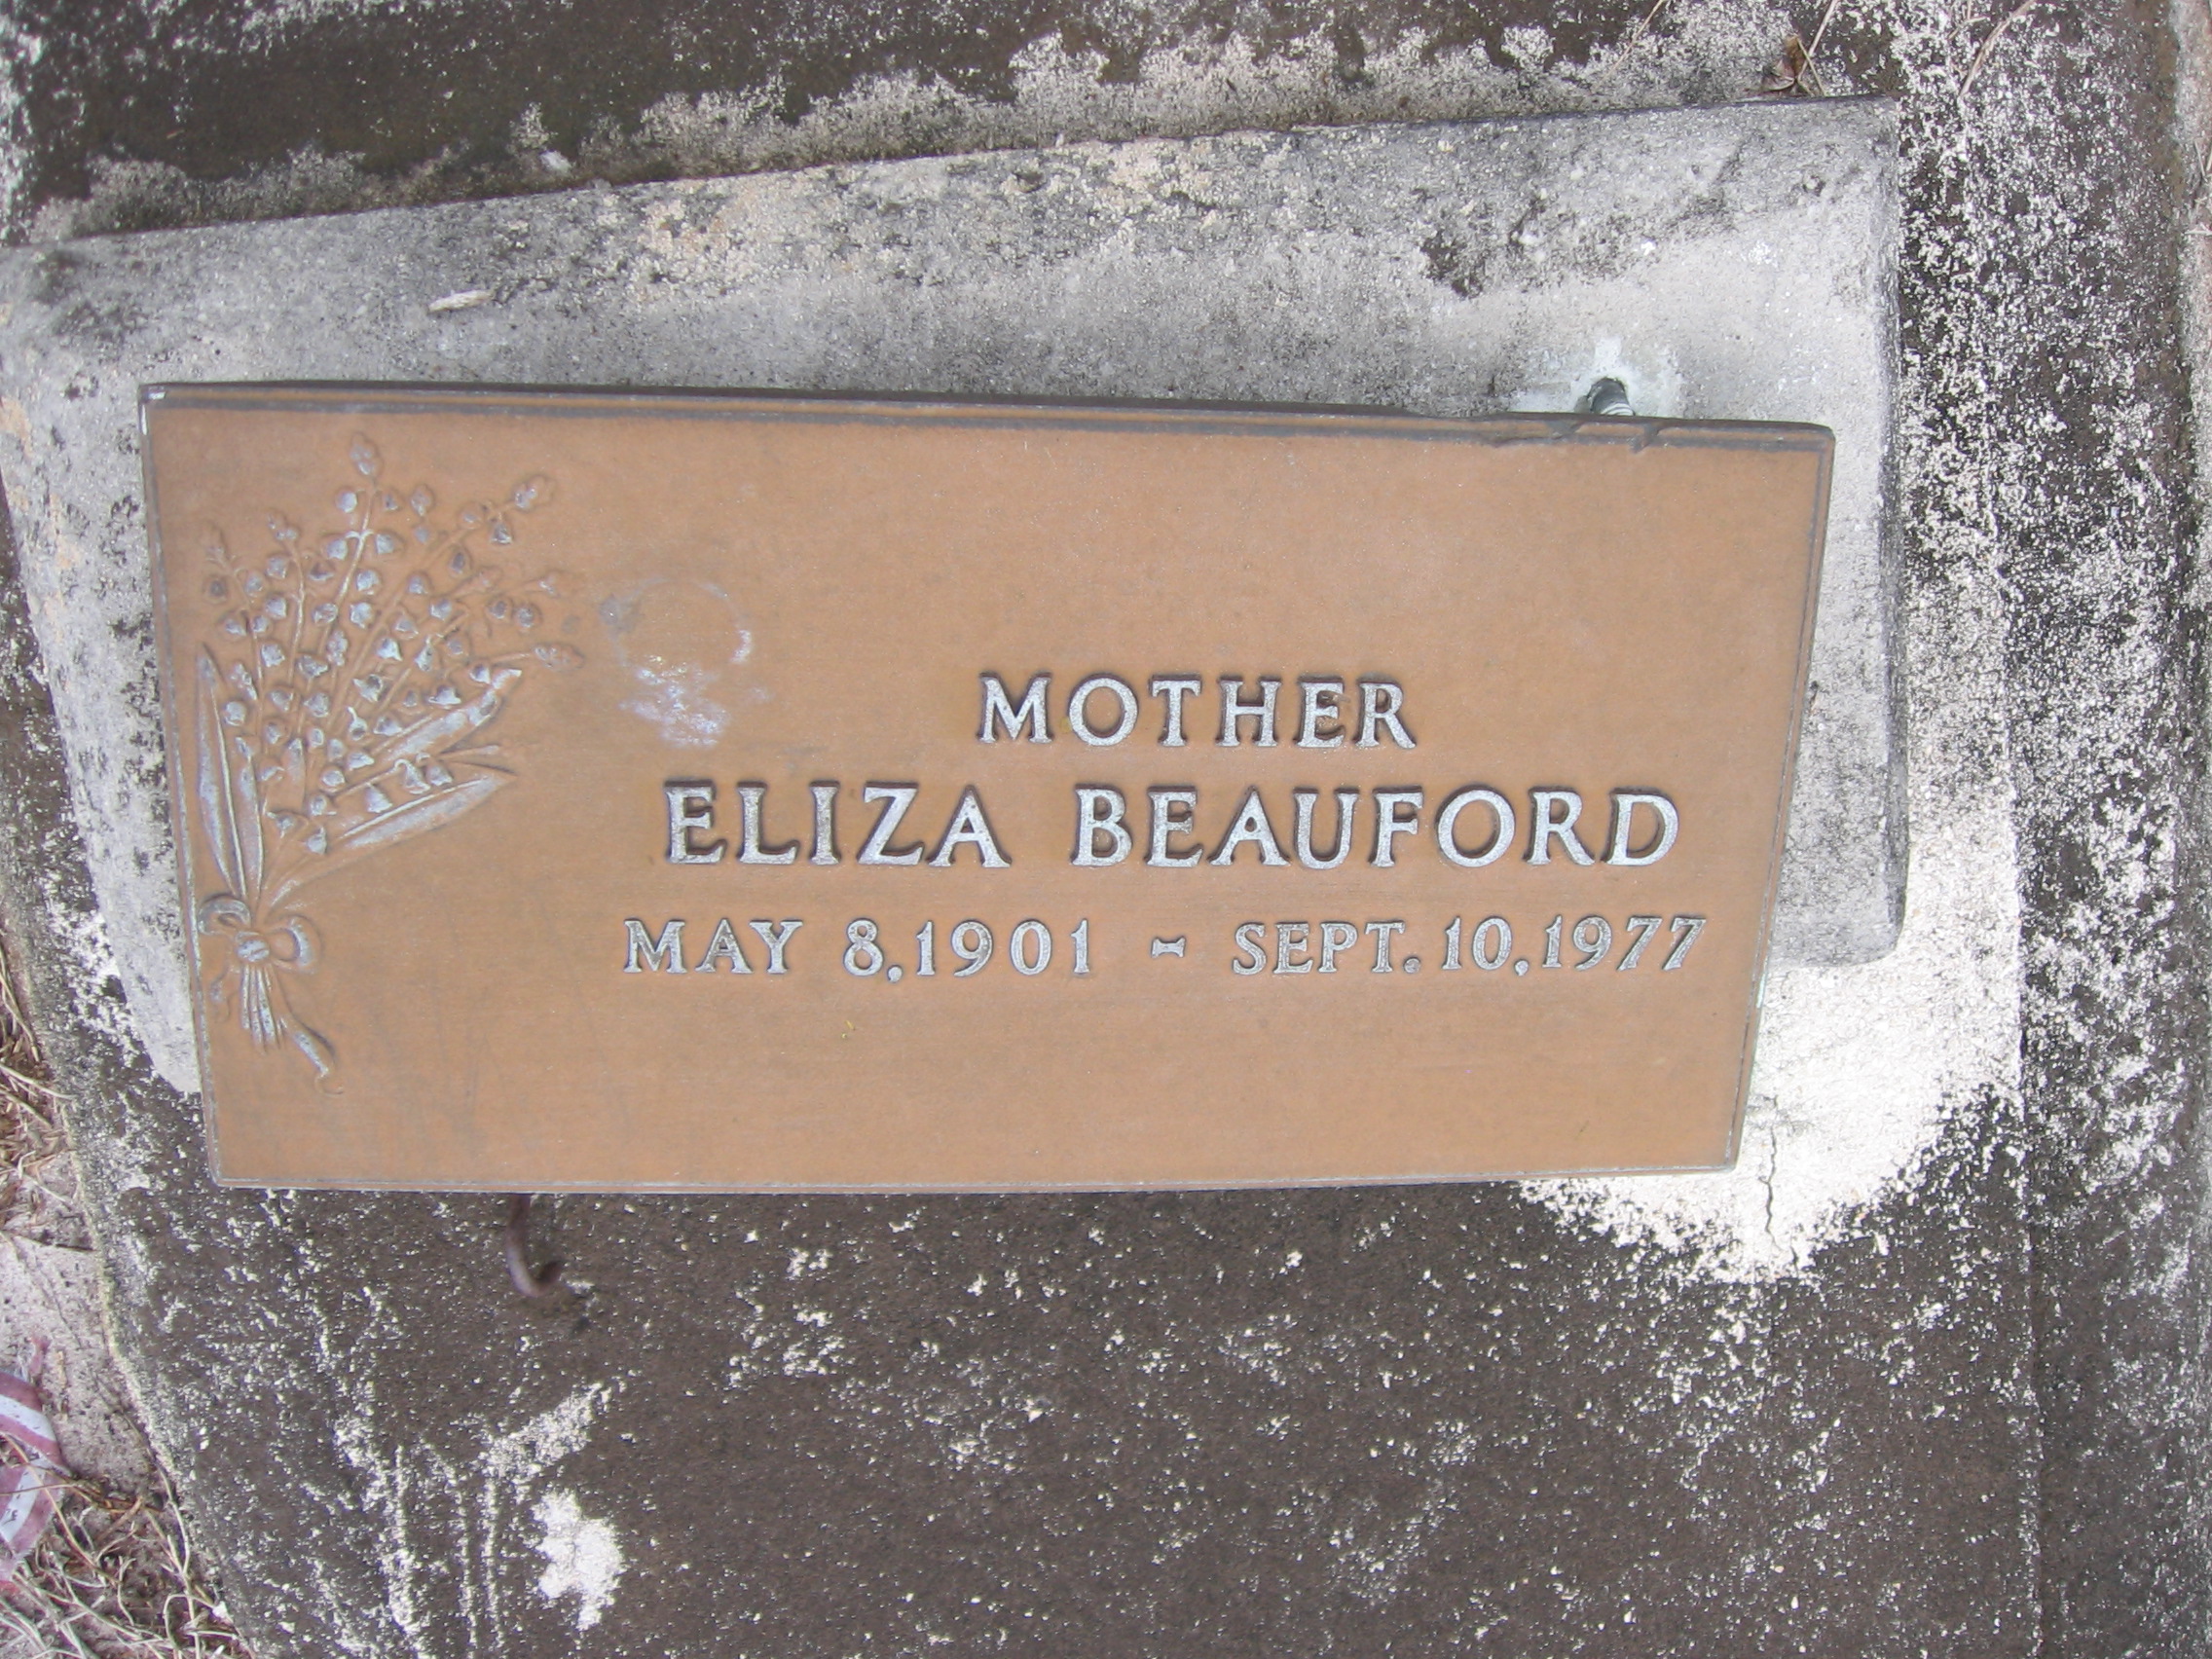 MOTHER
ELIZA BEAUFORD
MAY 8, 1901 - SEPT. 10, 1977